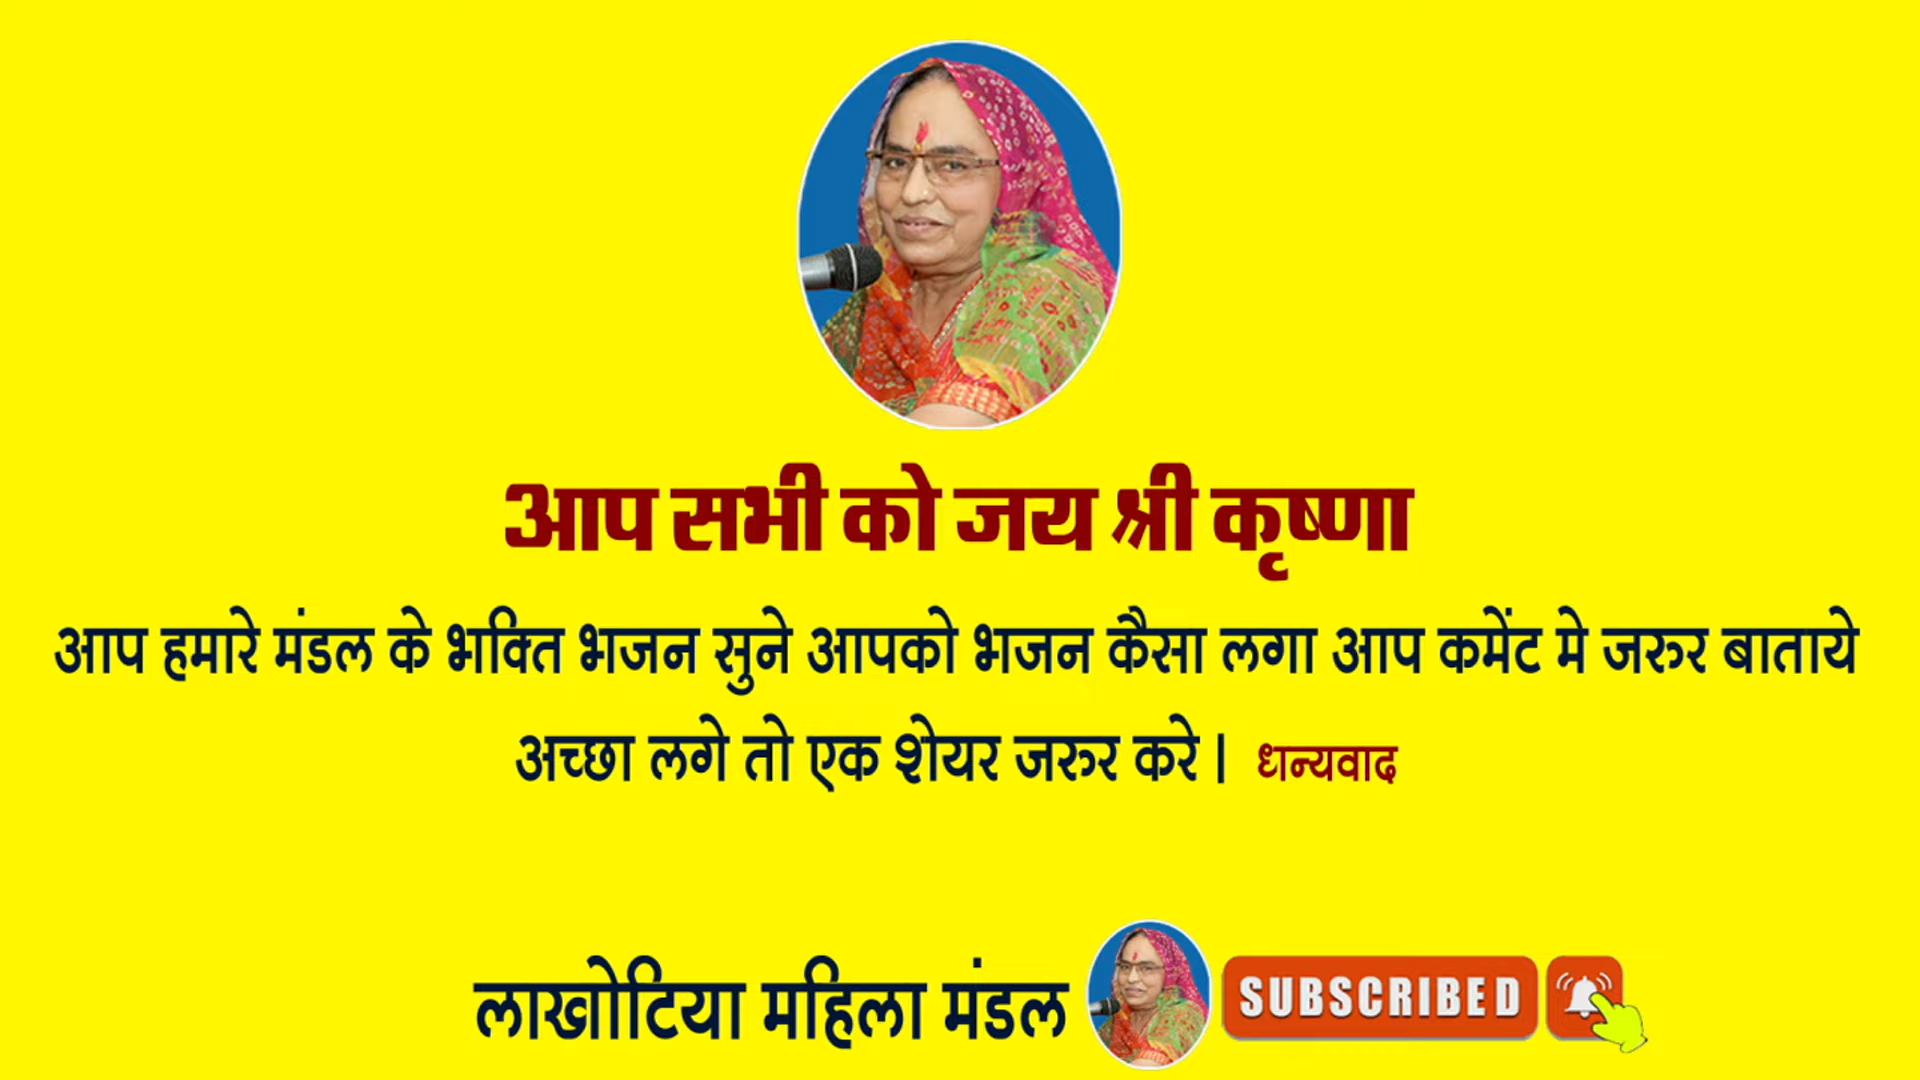 आप सभी को जय श्री कृष्णा
आप हमारे मंडल के भक्ति भजन सुने आपको भजन कैसा लगा आप कमेंट मे जरुर बाताये
अच्छा लगे तो एक शेयर जरुर करे । धन्यवाद
लाखोटिया महिला मंडल SUBSCRIBED